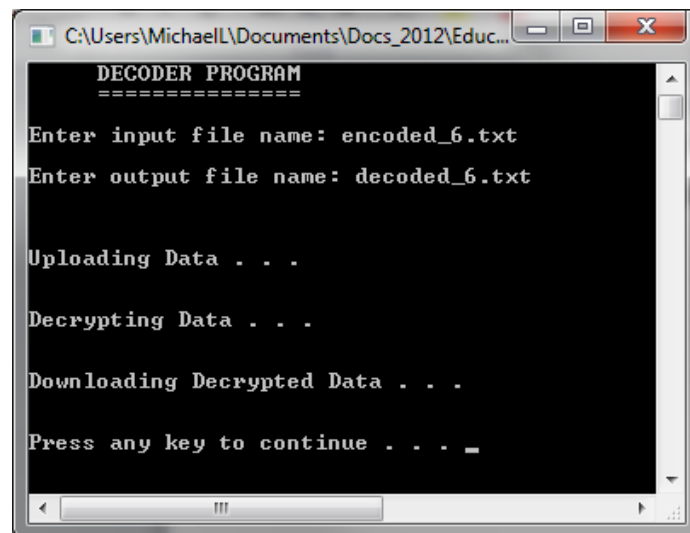 C:\Users\MichaelL\Documents\Docs_2012\Educ...
DECODER PROGRAM
===============
Enter input file name: encoded_6.txt
Enter output file name: decoded_6.txt
Uploading Data . . .
Decrypting Data . . .
Downloading Decrypted Data . . .
Press any key to continue . . . _